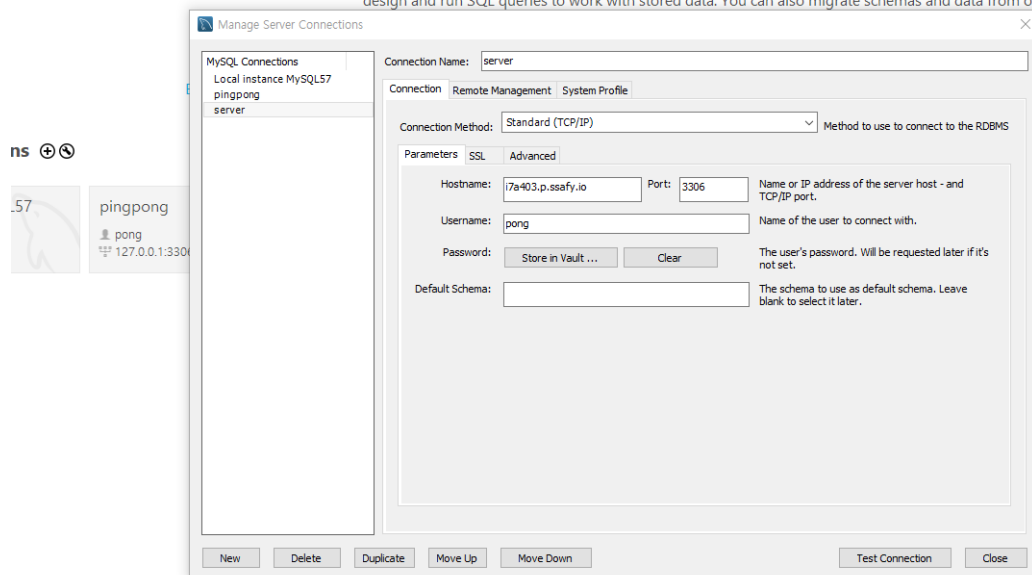 design and run SQL queries to work with stored data. You can also migrate schemas and data from o
Manage Server Connections
MySQL Connections
Local instance MySQL57
pingpong
server
Connection Name: server
Connection Remote Management System Profile
Connection Method: Standard (TCP/IP) Method to use to connect to the RDBMS
Parameters SSL Advanced
Hostname: i7a403.p.ssafy.io Port: 3306 Name or IP address of the server host - and
TCP/IP port.
Username: pong Name of the user to connect with.
Password: Store in Vault ... Clear The user's password. Will be requested later if it's
not set.
Default Schema: The schema to use as default schema. Leave
blank to select it later.
ns
57 pingpong
pong
127.0.0.1:3306
New Delete Duplicate Move Up Move Down Test Connection Close